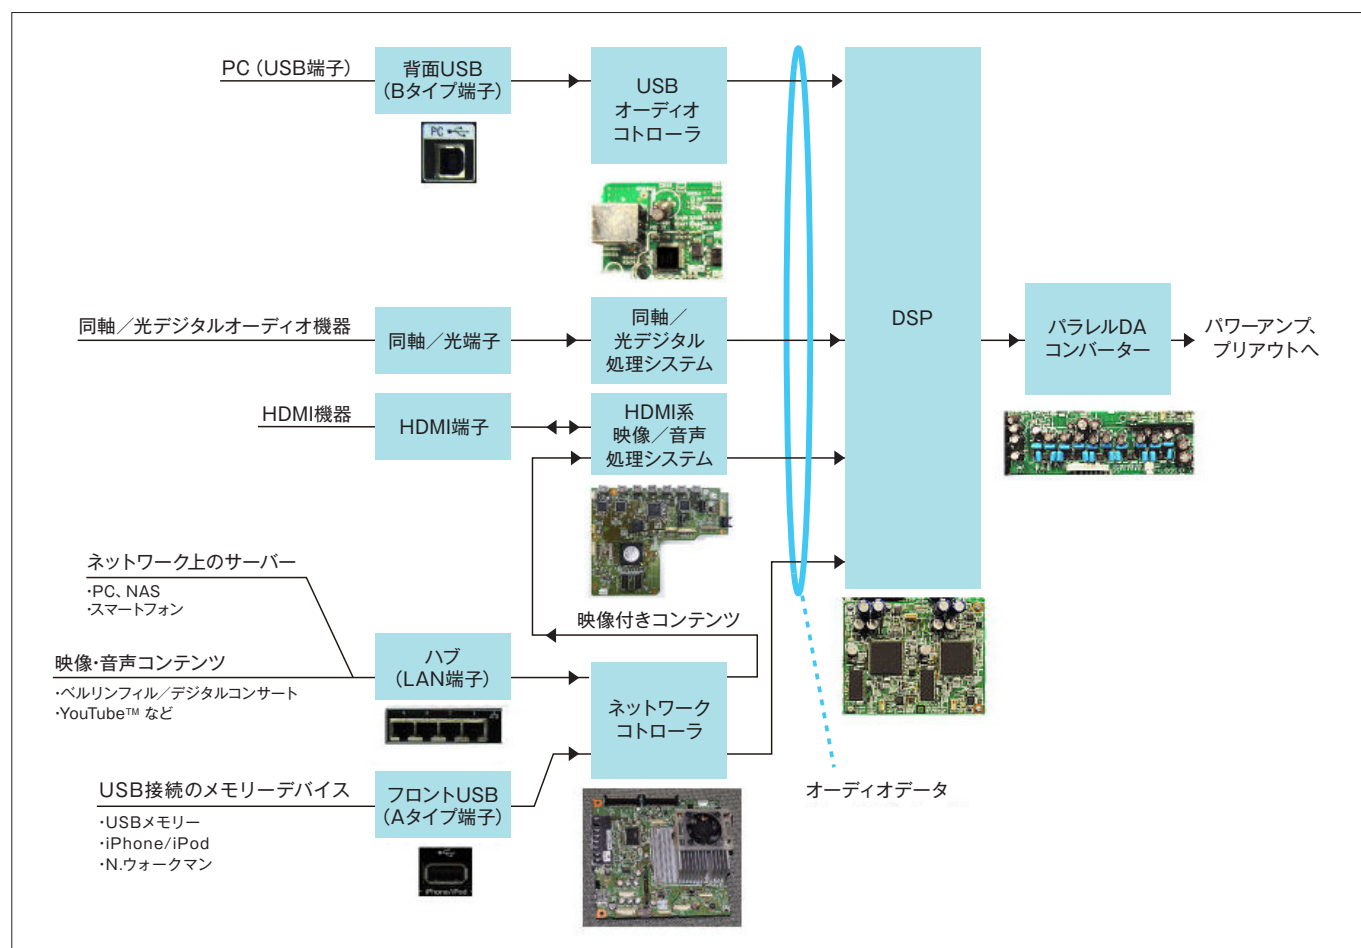 PC（USB端子）
背面USB
（Bタイプ端子）
USB
オーディオ
コトローラ
PC
同軸／光デジタルオーディオ機器
同軸／光端子
同軸／
光デジタル
処理システム
DSP
パラレルDA
コンバーター
パワーアンプ、
プリアウトへ
HDMI機器
HDMI端子
HDMI系
映像／音声
処理システム
ネットワーク上のサーバー
・PC、NAS
・スマートフォン
映像付きコンテンツ
映像・音声コンテンツ
・ベルリンフィル／デジタルコンサート
・YouTube™ など
ハブ
（LAN端子）
ネットワーク
コトローラ
オーディオデータ
USB接続のメモリーデバイス
・USBメモリー
・iPhone/iPod
・N.ウォークマン
フロントUSB
（Aタイプ端子）
iPhone/iPod